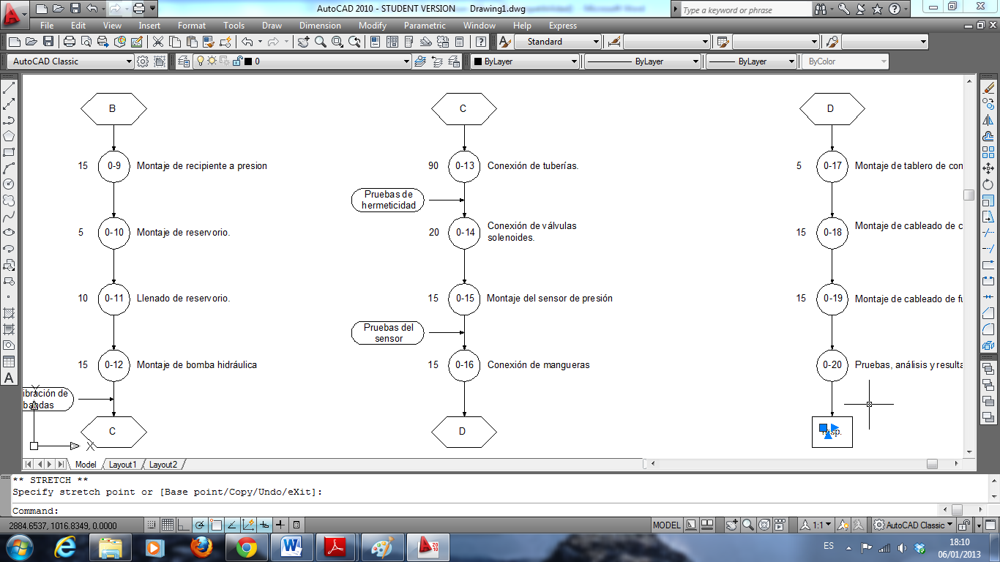 AutoCAD 2010 - STUDENT VERSION Drawing1.dwg
Type a keyword or phrase
File Edit View Insert Format Tools Draw Dimension Modify Parametric Window Help Express
Standard
AutoCAD Classic
0
ByLayer
ByLayer
ByLayer
ByColor
B
15 0-9 Montaje de recipiente a presion
5 0-10 Montaje de reservorio.
10 0-11 Llenado de reservorio.
15 0-12 Montaje de bomba hidráulica
ibración de
bandas
C
C
90 0-13 Conexión de tuberías.
Pruebas de
hermeticidad
20 0-14 Conexión de válvulas
solenoides.
15 0-15 Montaje del sensor de presión
Pruebas del
sensor
15 0-16 Conexión de mangueras
D
D
5 0-17 Montaje de tablero de con
15 0-18 Montaje de cableado de c
15 0-19 Montaje de cableado de fu
0-20 Pruebas, análisis y resulta
Y
X
Model Layout1 Layout2
** STRETCH **
Specify stretch point or [Base point/Copy/Undo/eXit]:
Command:
2884.6537, 1016.8349, 0.0000
MODEL
1:1
AutoCAD Classic
ES
18:10
06/01/2013